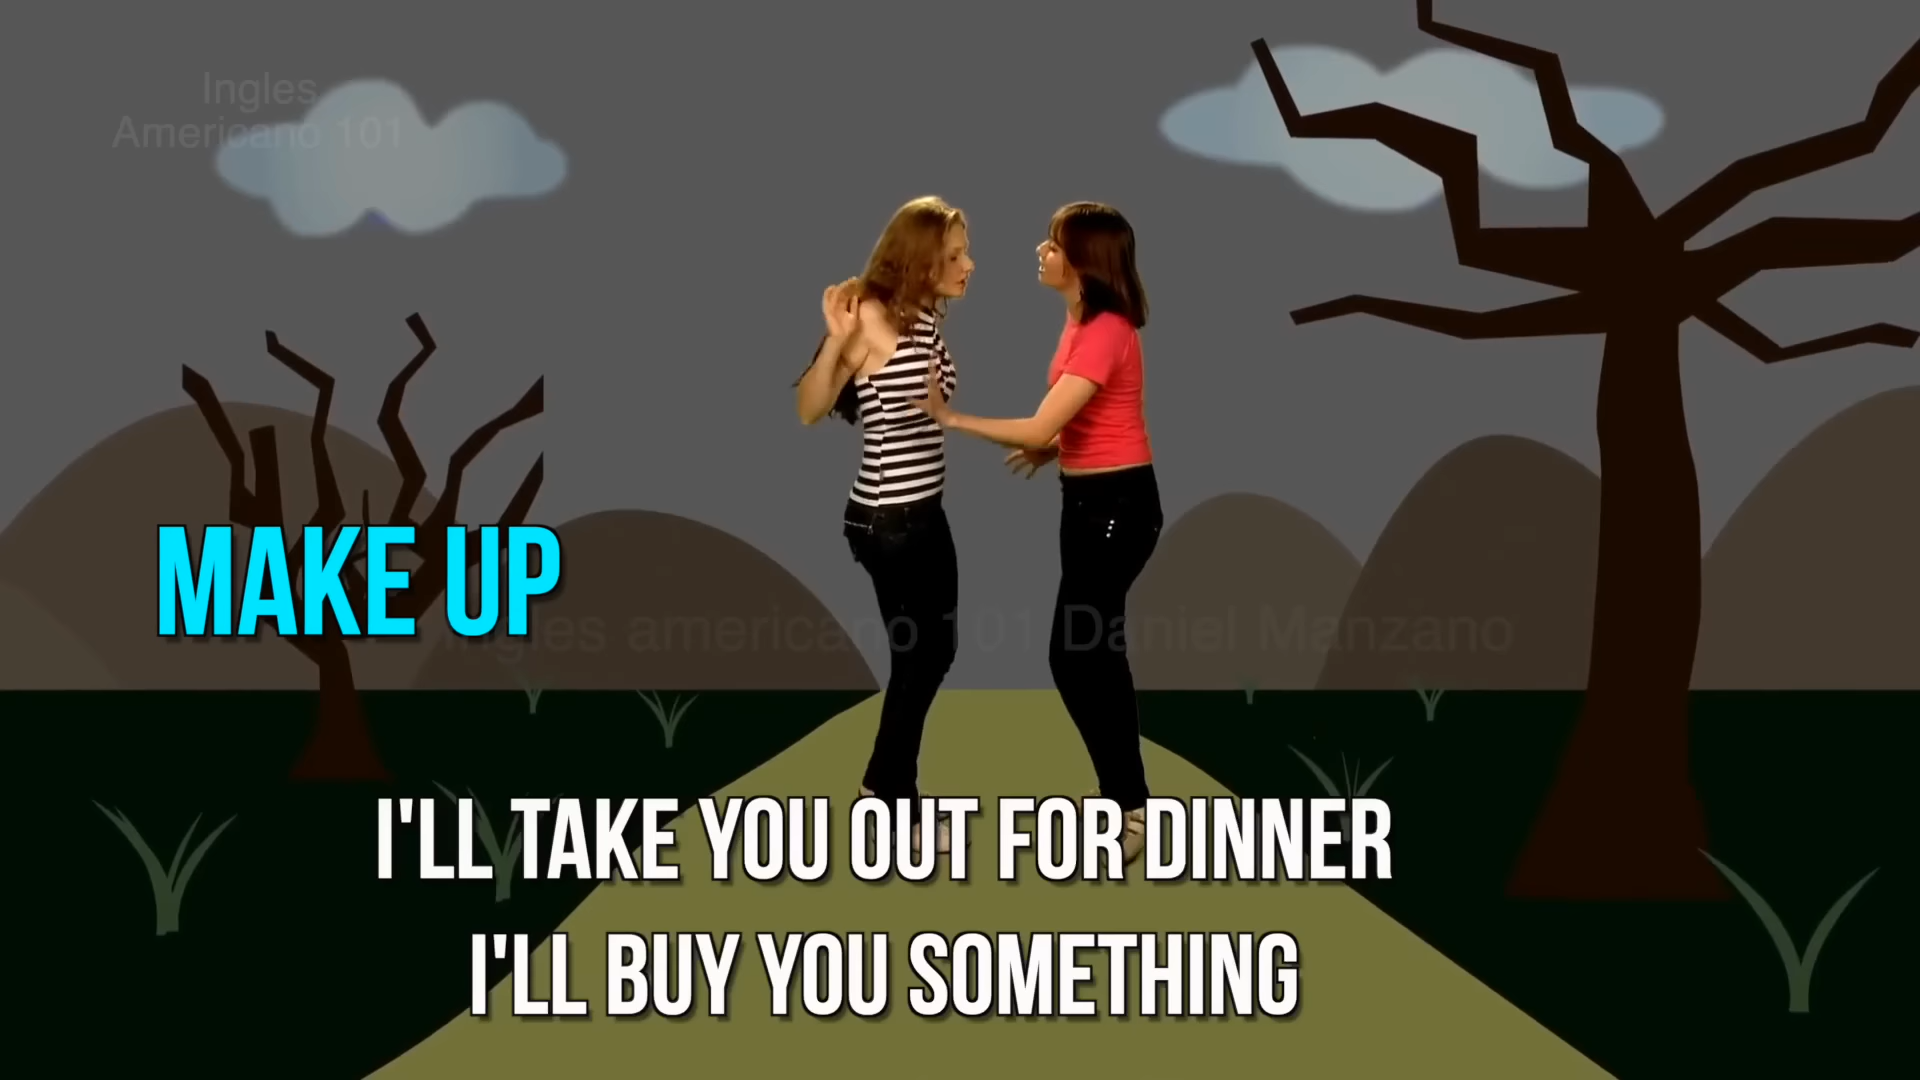 Ingles
Americano 101
MAKE UP
Ingles americano 101 Daniel Manzano
I'LL TAKE YOU OUT FOR DINNER
I'LL BUY YOU SOMETHING